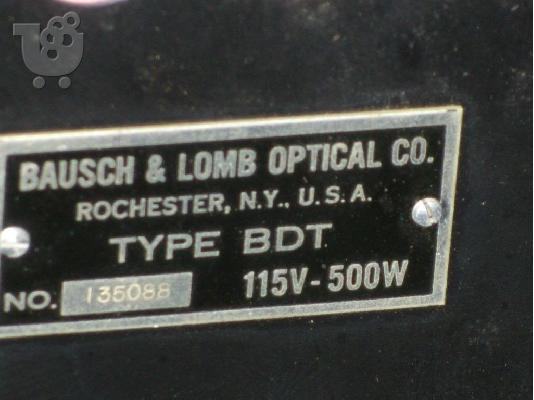 BAUSCH & LOMB OPTICAL CO.
ROCHESTER, N.Y., U.S.A.
TYPE BDT
NO. 135088 115V-500W